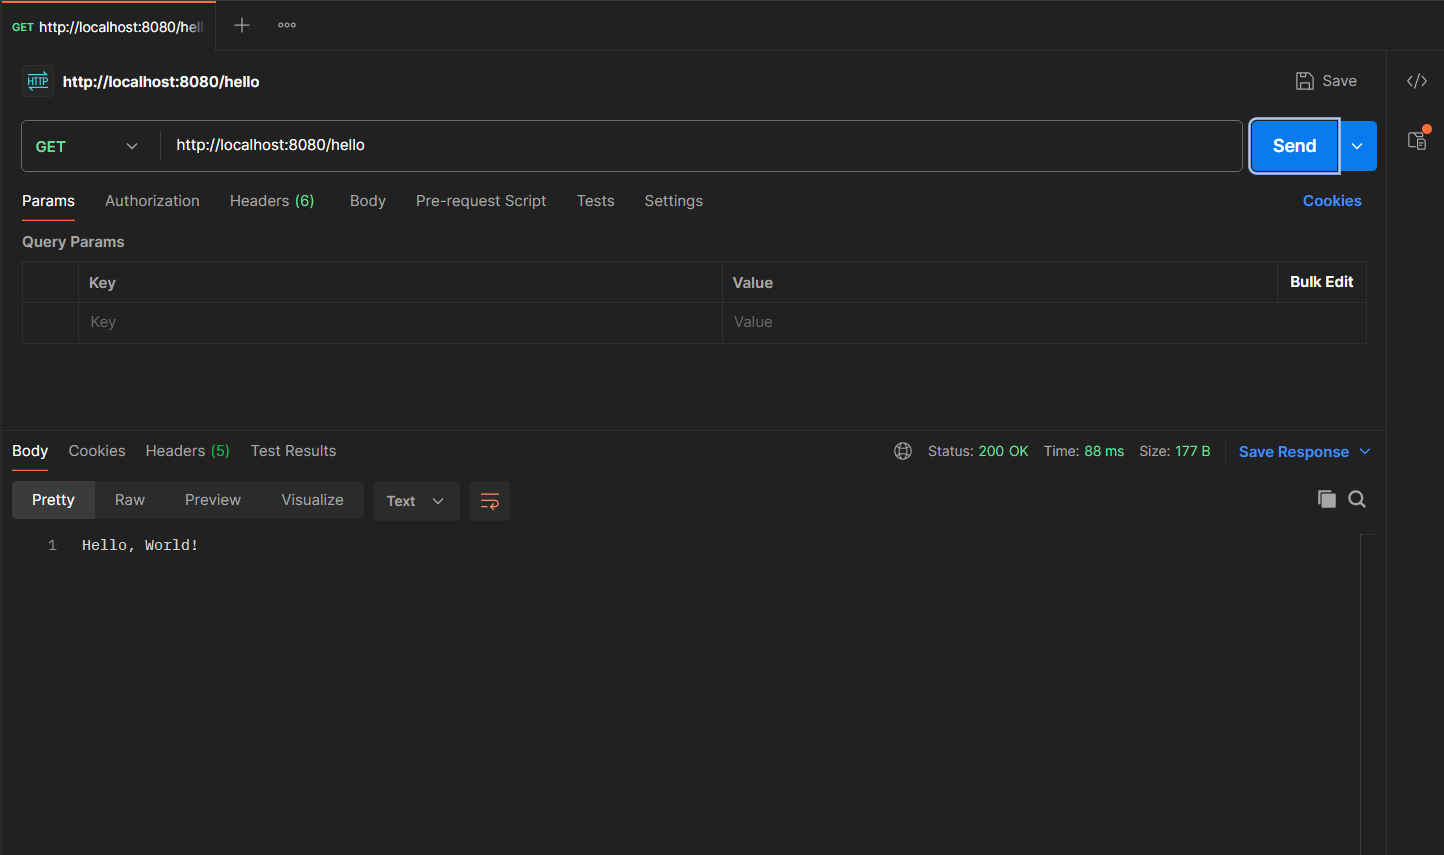 GET http://localhost:8080/hell
HTTP http://localhost:8080/hello Save
GET http://localhost:8080/hello Send
Params Authorization Headers (6) Body Pre-request Script Tests Settings Cookies
Query Params
Key Value Bulk Edit
Key Value
Body Cookies Headers (5) Test Results Status: 200 OK Time: 88 ms Size: 177 B Save Response
Pretty Raw Preview Visualize Text
1 Hello, World!